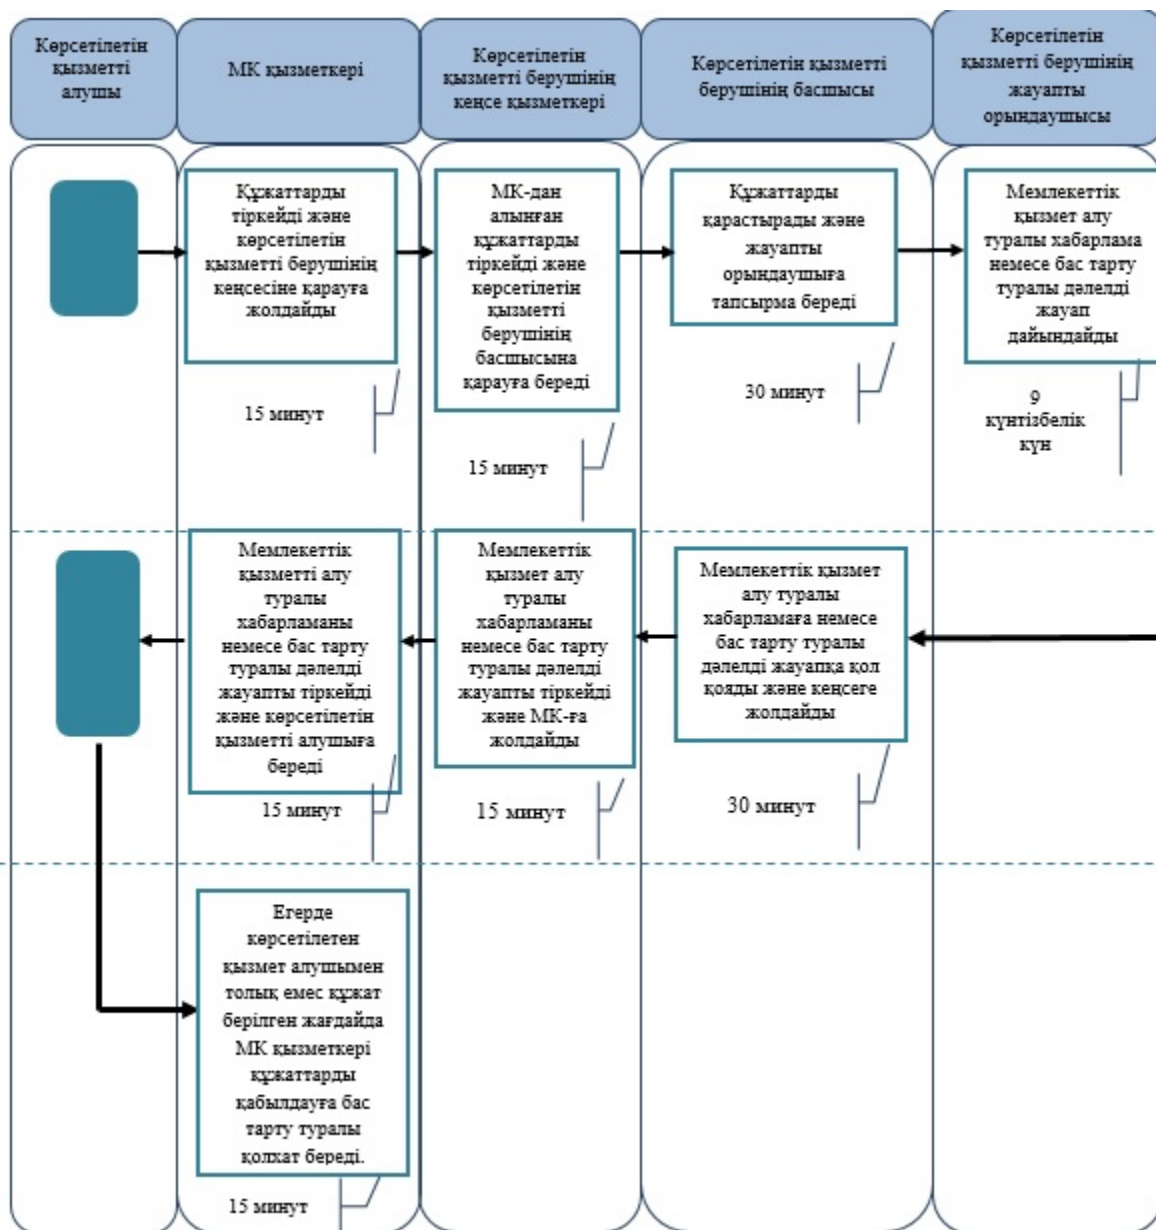 Көрсетілетін
қызметті
алушы
МК қызметкері
Көрсетілетін
қызметті берушінің
кеңсе қызметкері
Көрсетілетін қызметті
берушінің басшысы
Көрсетілетін
қызметті берушінің
жауапты
орындаушысы
Құжаттарды
тіркейді және
көрсетілетін
қызметті берушінің
кеңсесіне қарауға
жолдайды
15 минут
МК-дан
алынған
құжаттарды
тіркейді және
көрсетілетін
қызметті
берушінің
басшысына
қарауға береді
15 минут
Құжаттарды
қарастырады және
жауапты
орындаушыға
тапсырма береді
30 минут
Мемлекеттік
қызмет алу
туралы хабарлама
немесе бас тарту
туралы дәлелді
жауап
дайындайды
9
күнтізбелік
күн
Мемлекеттік
қызметті алу
туралы
хабарламаны
немесе бас тарту
туралы дәлелді
жауапты тіркейді
және көрсетілетін
қызметті алушыға
береді
15 минут
Мемлекеттік
қызмет алу
туралы
хабарламаны
немесе бас тарту
туралы дәлелді
жауапты тіркейді
және МК-ға
жолдайды
15 минут
Мемлекеттік қызмет
алу туралы
хабарламаға немесе
бас тарту туралы
дәлелді жауапқа қол
қояды және кеңсеге
жолдайды
30 минут
Егерде
көрсетілетен
қызмет алушымен
толық емес құжат
берілген жағдайда
МК қызметкері
құжаттарды
қабылдауға бас
тарту туралы
қолхат береді.
15 минут